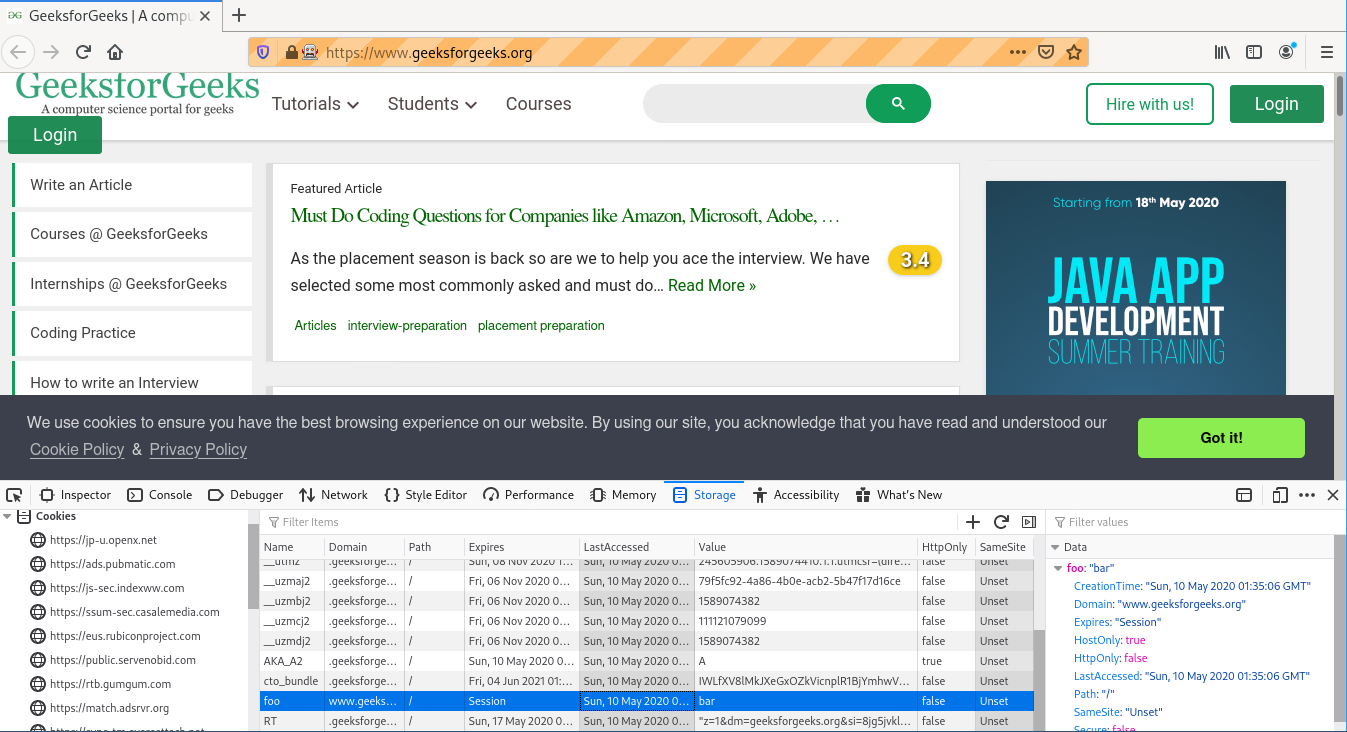 GeeksforGeeks | A compu
https://www.geeksforgeeks.org
GeeksforGeeks
A computer science portal for geeks
Tutorials
Students
Courses
Hire with us!
Login
Login
Write an Article
Courses @ GeeksforGeeks
Internships @ GeeksforGeeks
Coding Practice
How to write an Interview
Featured Article
Must Do Coding Questions for Companies like Amazon, Microsoft, Adobe, …
As the placement season is back so are we to help you ace the interview. We have
selected some most commonly asked and must do… Read More »
3.4
Articles interview-preparation placement preparation
Starting from 18th May 2020
JAVA APP
DEVELOPMENT
SUMMER TRAINING
We use cookies to ensure you have the best browsing experience on our website. By using our site, you acknowledge that you have read and understood our
Cookie Policy & Privacy Policy
Got it!
Inspector Console Debugger Network Style Editor Performance Memory Storage Accessibility What's New
Cookies
https://jp-u.openx.net
https://ads.pubmatic.com
https://js-sec.indexww.com
https://ssum-sec.casalemedia.com
https://eus.rubiconproject.com
https://public.servenobid.com
https://rtb.gumgum.com
https://match.adsrvr.org
Filter Items
Name Domain Path Expires LastAccessed Value HttpOnly SameSite
__utmz .geeksforge... / Sun, 08 Nov 2020 1... Sun, 10 May 2020 0... 245605906.1589074410.1.1.utmcsr=(dire... false Unset
__uzmaj2 .geeksforge... / Fri, 06 Nov 2020 0... Sun, 10 May 2020 0... 79f5fc92-4a86-4b0e-acb2-5b47f17d16ce false Unset
__uzmbj2 .geeksforge... / Fri, 06 Nov 2020 0... Sun, 10 May 2020 0... 1589074382 false Unset
__uzmcj2 .geeksforge... / Fri, 06 Nov 2020 0... Sun, 10 May 2020 0... 111121079099 false Unset
__uzmdj2 .geeksforge... / Fri, 06 Nov 2020 0... Sun, 10 May 2020 0... 1589074382 false Unset
AKA_A2 .geeksforge... / Sun, 10 May 2020 0... Sun, 10 May 2020 0... A true Unset
cto_bundle .geeksforge... / Fri, 04 Jun 2021 01:... Sun, 10 May 2020 0... IWLfXV8lMkJXeGxOZkVicnplR1BjYmhwV... false Unset
foo www.geeks... / Session Sun, 10 May 2020 0... bar false Unset
RT .geeksforge... / Sun, 17 May 2020 0... Sun, 10 May 2020 0... "z=1&dm=geeksforgeeks.org&si=8jg5jvkl... false Unset
Filter values
Data
foo: "bar"
CreationTime: "Sun, 10 May 2020 01:35:06 GMT"
Domain: "www.geeksforgeeks.org"
Expires: "Session"
HostOnly: true
HttpOnly: false
LastAccessed: "Sun, 10 May 2020 01:35:06 GMT"
Path: "/"
SameSite: "Unset"
Secure: false